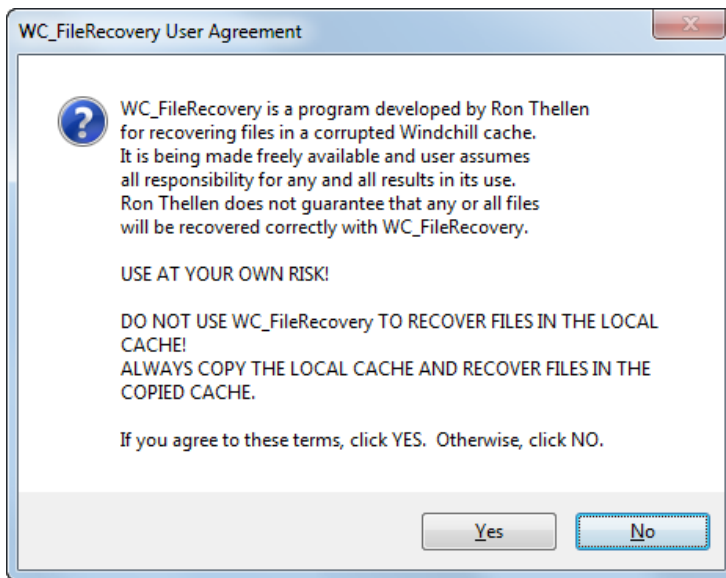 WC_FileRecovery User Agreement
WC_FileRecovery is a program developed by Ron Thellen
for recovering files in a corrupted Windchill cache.
It is being made freely available and user assumes
all responsibility for any and all results in its use.
Ron Thellen does not guarantee that any or all files
will be recovered correctly with WC_FileRecovery.
USE AT YOUR OWN RISK!
DO NOT USE WC_FileRecovery TO RECOVER FILES IN THE LOCAL
CACHE!
ALWAYS COPY THE LOCAL CACHE AND RECOVER FILES IN THE
COPIED CACHE.
If you agree to these terms, click YES.  Otherwise, click NO.
Yes
No